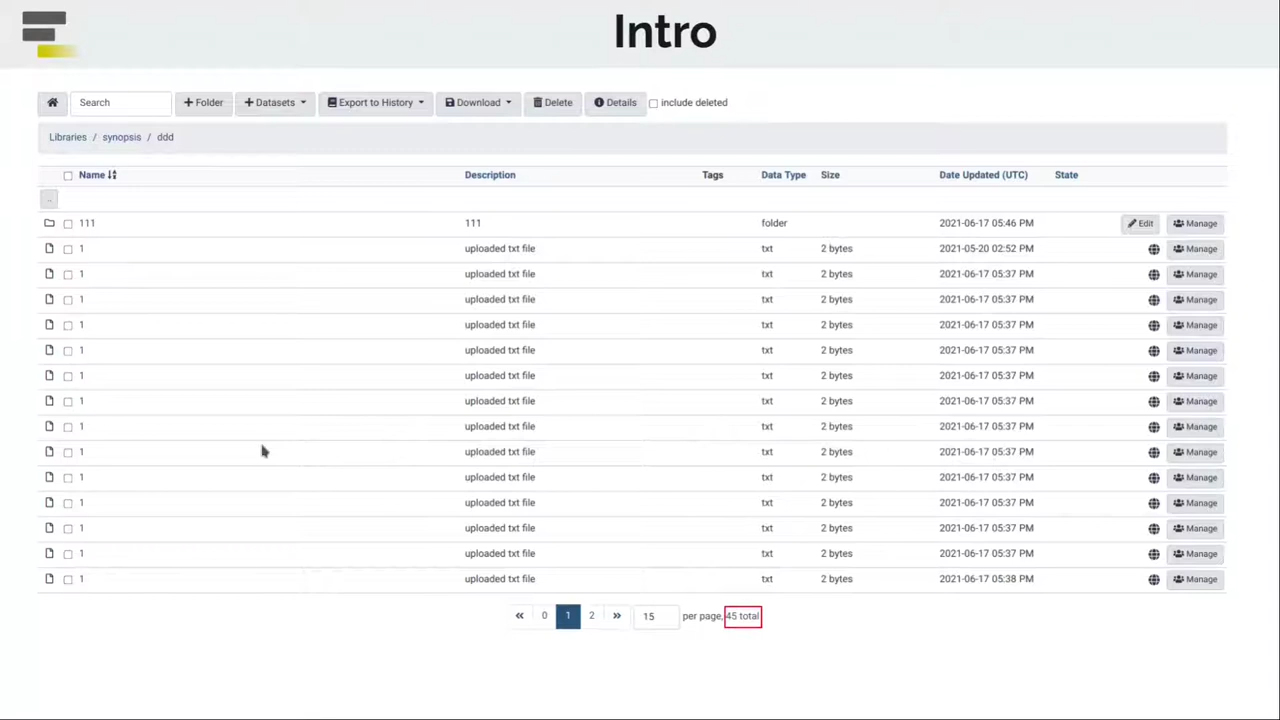 Intro
Search + Folder + Datasets Export to History Download Delete Details include deleted
Libraries / synopsis / ddd
Name Description Tags Data Type Size Date Updated (UTC) State
..
111 111 folder 2021-06-17 05:46 PM Edit Manage
1 uploaded txt file txt 2 bytes 2021-05-20 02:52 PM Manage
1 uploaded txt file txt 2 bytes 2021-06-17 05:37 PM Manage
1 uploaded txt file txt 2 bytes 2021-06-17 05:37 PM Manage
1 uploaded txt file txt 2 bytes 2021-06-17 05:37 PM Manage
1 uploaded txt file txt 2 bytes 2021-06-17 05:37 PM Manage
1 uploaded txt file txt 2 bytes 2021-06-17 05:37 PM Manage
1 uploaded txt file txt 2 bytes 2021-06-17 05:37 PM Manage
1 uploaded txt file txt 2 bytes 2021-06-17 05:37 PM Manage
1 uploaded txt file txt 2 bytes 2021-06-17 05:37 PM Manage
1 uploaded txt file txt 2 bytes 2021-06-17 05:37 PM Manage
1 uploaded txt file txt 2 bytes 2021-06-17 05:37 PM Manage
1 uploaded txt file txt 2 bytes 2021-06-17 05:37 PM Manage
1 uploaded txt file txt 2 bytes 2021-06-17 05:37 PM Manage
1 uploaded txt file txt 2 bytes 2021-06-17 05:38 PM Manage
« 0 1 2 » 15 per page, 45 total